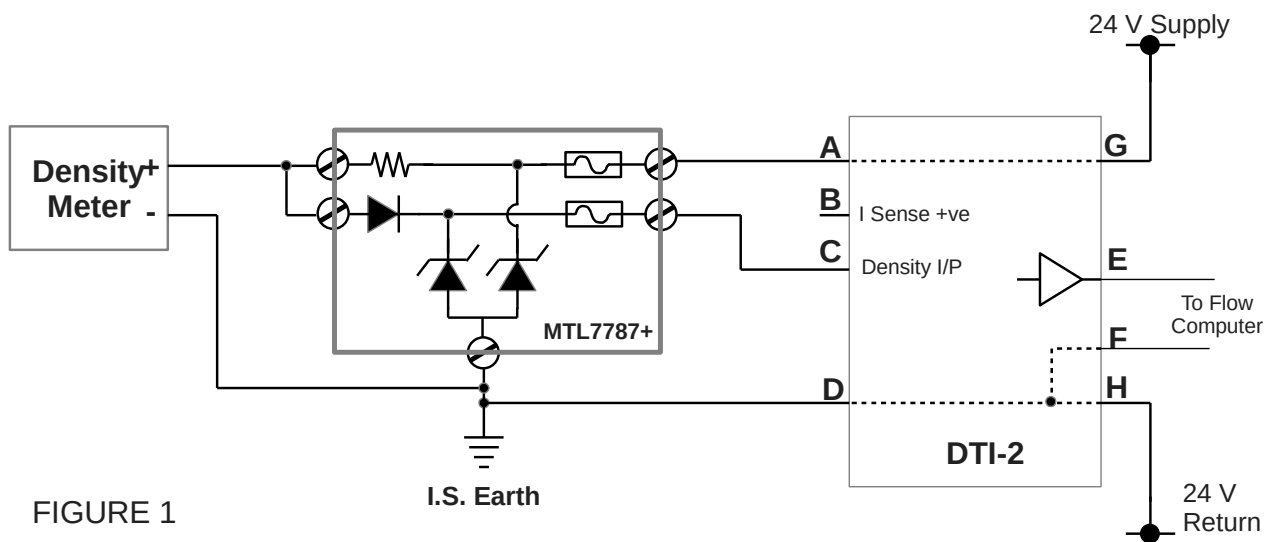 24 V Supply
Density +
Meter -
A
G
B I Sense +ve
C Density I/P
E
To Flow
Computer
MTL7787+
F
D
H
DTI-2
I.S. Earth
24 V
Return
FIGURE 1